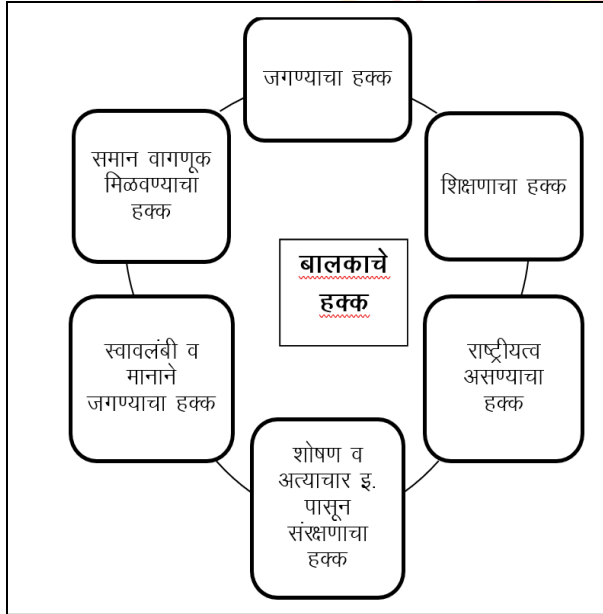 जगण्याचा हक्क
शिक्षणाचा हक्क
राष्ट्रीयत्व
असण्याचा
हक्क
शोषण व
अत्याचार इ.
पासून
संरक्षणाचा
हक्क
स्वावलंबी व
मानाने
जगण्याचा हक्क
समान वागणूक
मिळवण्याचा
हक्क
बालकाचे
हक्क